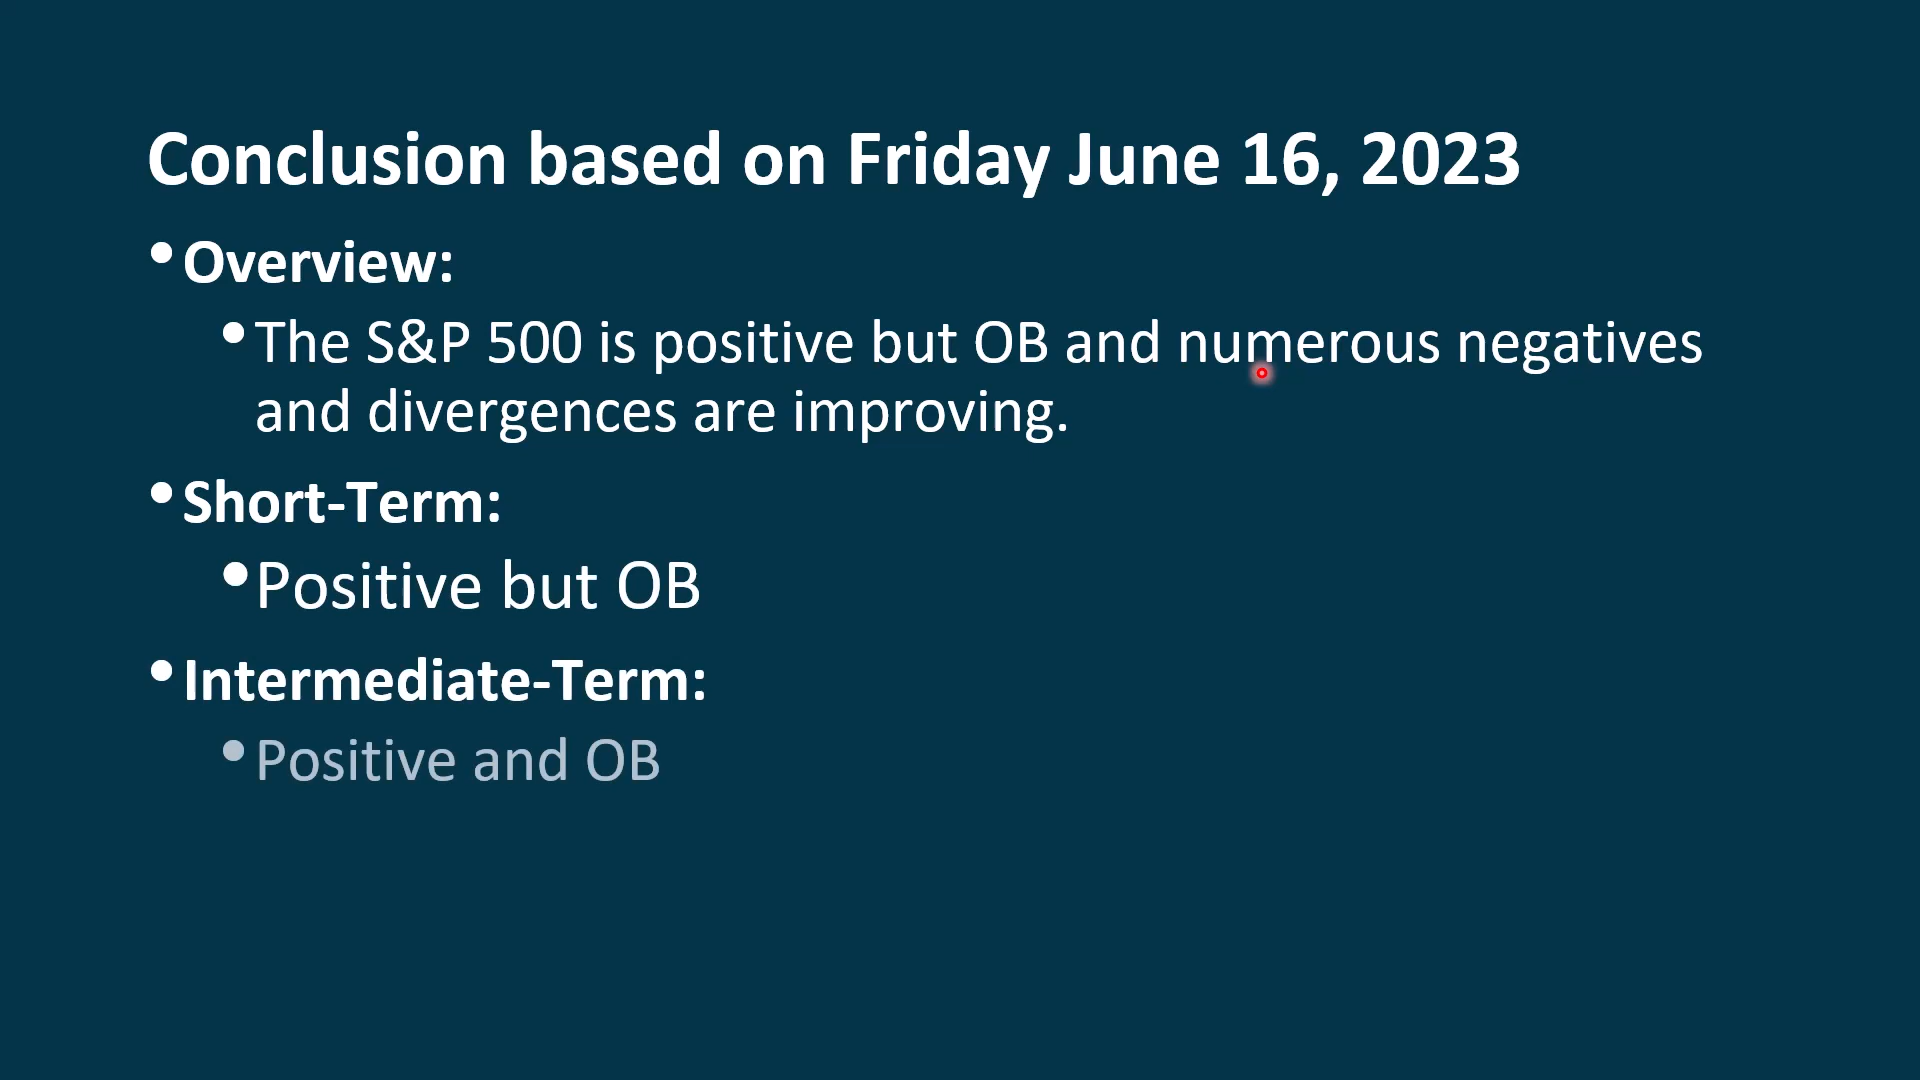 Conclusion based on Friday June 16, 2023
• Overview:
• The S&P 500 is positive but OB and numerous negatives
and divergences are improving.
• Short-Term:
• Positive but OB
• Intermediate-Term:
• Positive and OB